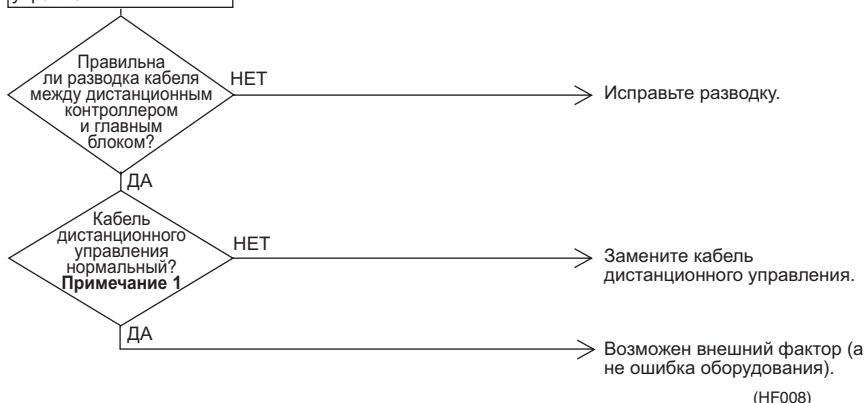 Правильна
ли разводка кабеля
между дистанционным
контроллером
и главным
блоком?
НЕТ
Исправьте разводку.
ДА
Кабель
дистанционного
управления
нормальный?
Примечание 1
НЕТ
Замените кабель
дистанционного управления.
ДА
Возможен внешний фактор (а
не ошибка оборудования).
(HF008)